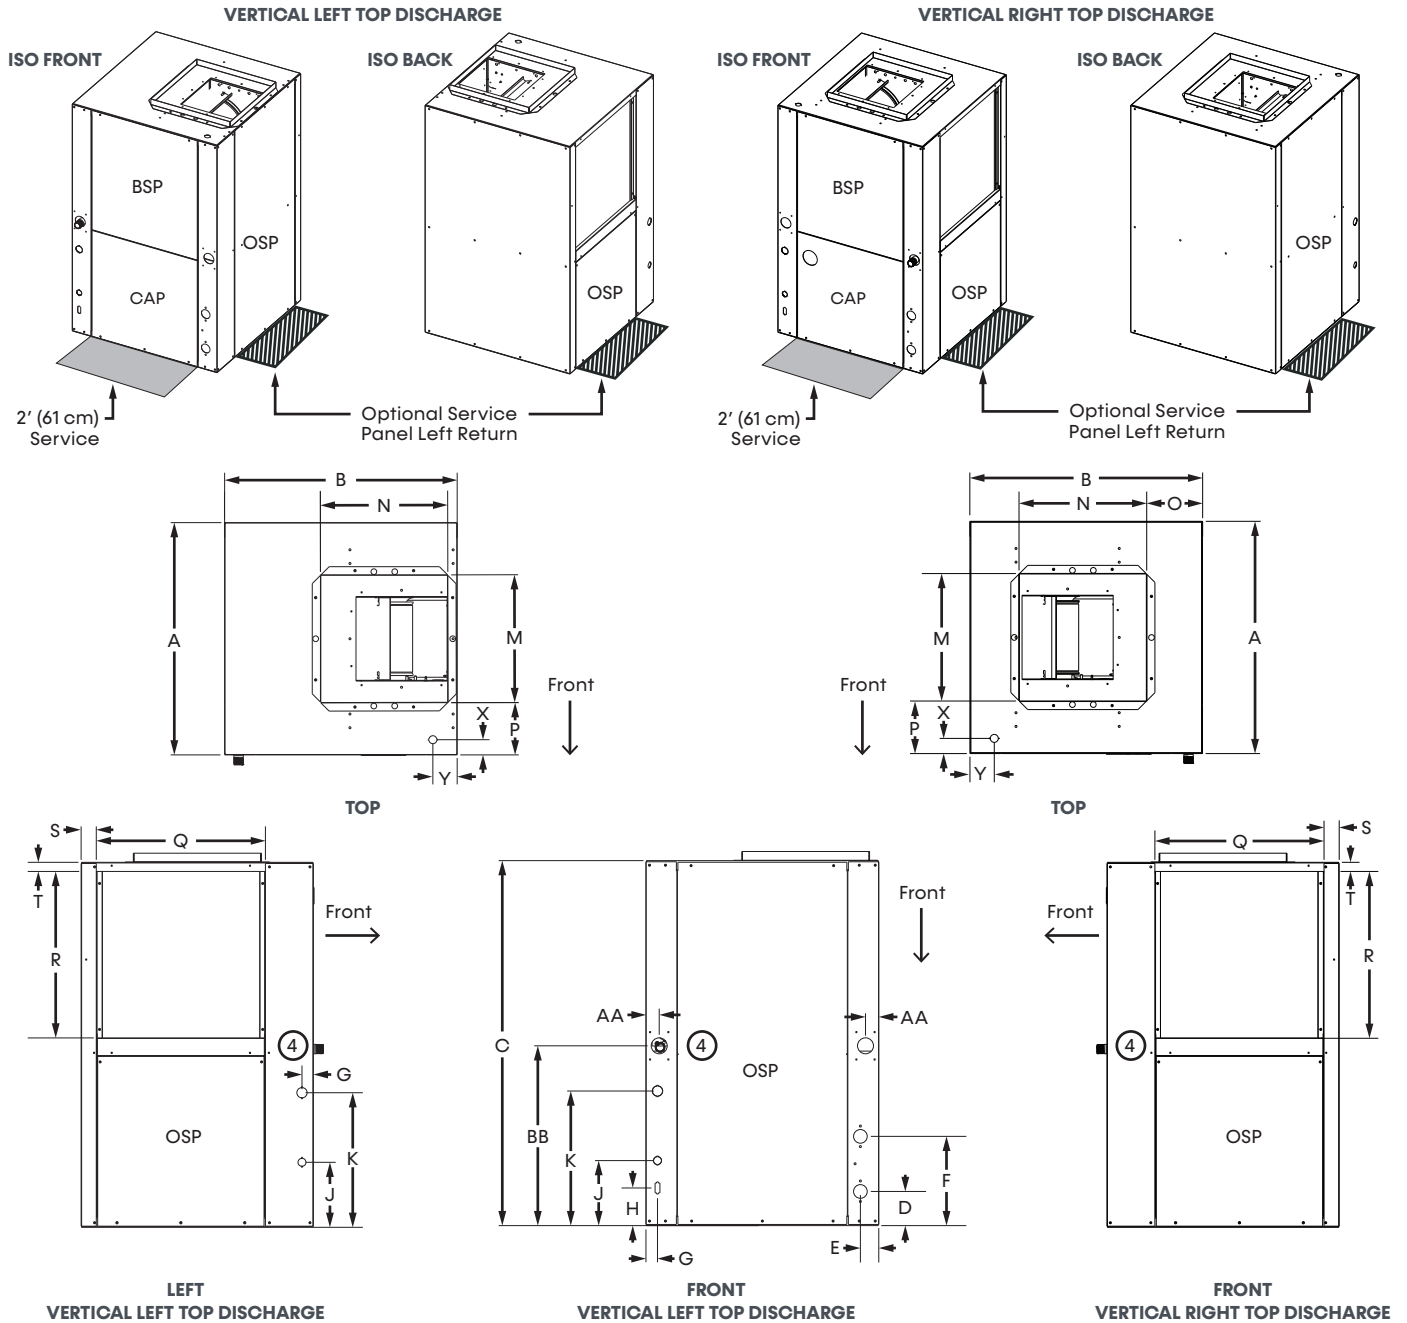 VERTICAL LEFT TOP DISCHARGE
VERTICAL RIGHT TOP DISCHARGE
ISO FRONT
ISO BACK
ISO FRONT
ISO BACK
BSP
OSP
CAP
OSP
BSP
CAP
OSP
OSP
2' (61 cm)
Service
Optional Service
Panel Left Return
2' (61 cm)
Service
Optional Service
Panel Left Return
B
N
A
M
X
P
Y
Front
TOP
B
N
O
M
A
X
P
Y
Front
TOP
S
Q
T
R
Front
4
G
OSP
K
J
LEFT
VERTICAL LEFT TOP DISCHARGE
C
AA
4
AA
Front
OSP
BB
K
J
H
G
F
D
E
FRONT
VERTICAL LEFT TOP DISCHARGE
Q
S
T
R
Front
4
OSP
FRONT
VERTICAL RIGHT TOP DISCHARGE